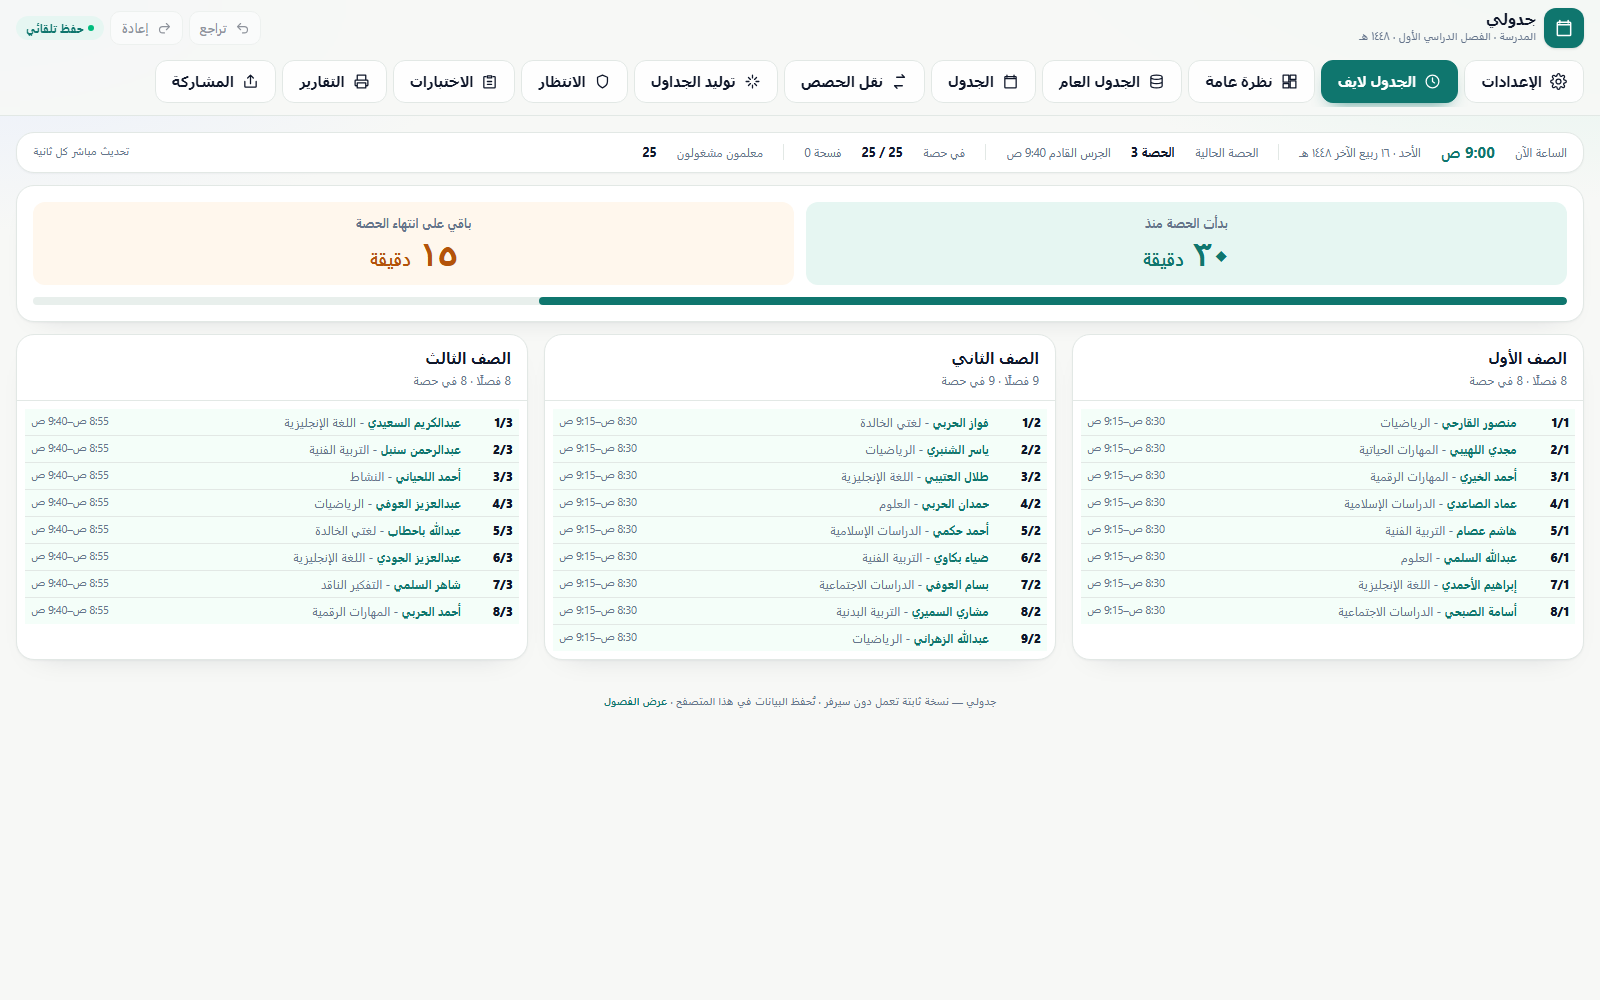 جدولي
المدرسة · الفصل الدراسي الأول · ١٤٤٨ هـ
تراجع
إعادة
حفظ تلقائي
الإعدادات
الجدول لايف
نظرة عامة
الجدول العام
الجدول
نقل الحصص
توليد الجداول
الانتظار
الاختبارات
التقارير
المشاركة
الساعة الآن 9:00 ص الأحد · ١٦ ربيع الآخر ١٤٤٨ هـ الحصة الحالية الحصة 3 الجرس القادم 9:40 ص في حصة 25 / 25 فسحة 0 معلمون مشغولون 25 تحديث مباشر كل ثانية
بدأت الحصة منذ
٣٠ دقيقة
باقي على انتهاء الحصة
١٥ دقيقة
الصف الأول
8 فصلًا · 8 في حصة
1/1 منصور القارحي - الرياضيات 8:30 ص–9:15 ص
2/1 مجدي اللهيبي - المهارات الحياتية 8:30 ص–9:15 ص
3/1 أحمد الخيري - المهارات الرقمية 8:30 ص–9:15 ص
4/1 عماد الصاعدي - الدراسات الإسلامية 8:30 ص–9:15 ص
5/1 هاشم عصام - التربية الفنية 8:30 ص–9:15 ص
6/1 عبدالله السلمي - العلوم 8:30 ص–9:15 ص
7/1 إبراهيم الأحمدي - اللغة الإنجليزية 8:30 ص–9:15 ص
8/1 أسامة الصبحي - الدراسات الاجتماعية 8:30 ص–9:15 ص
الصف الثاني
9 فصلًا · 9 في حصة
1/2 فواز الحربي - لغتي الخالدة 8:30 ص–9:15 ص
2/2 ياسر الشنبري - الرياضيات 8:30 ص–9:15 ص
3/2 طلال العتيبي - اللغة الإنجليزية 8:30 ص–9:15 ص
4/2 حمدان الحربي - العلوم 8:30 ص–9:15 ص
5/2 أحمد حكمي - الدراسات الإسلامية 8:30 ص–9:15 ص
6/2 ضياء بكاوي - التربية الفنية 8:30 ص–9:15 ص
7/2 بسام العوفي - الدراسات الاجتماعية 8:30 ص–9:15 ص
8/2 مشاري السميري - التربية البدنية 8:30 ص–9:15 ص
9/2 عبدالله الزهراني - الرياضيات 8:30 ص–9:15 ص
الصف الثالث
8 فصلًا · 8 في حصة
1/3 عبدالكريم السعيدي - اللغة الإنجليزية 8:55 ص–9:40 ص
2/3 عبدالرحمن سنبل - التربية الفنية 8:55 ص–9:40 ص
3/3 أحمد اللحياني - النشاط 8:55 ص–9:40 ص
4/3 عبدالعزيز العوفي - الرياضيات 8:55 ص–9:40 ص
5/3 عبدالله باحطاب - لغتي الخالدة 8:55 ص–9:40 ص
6/3 عبدالعزيز الجودي - اللغة الإنجليزية 8:55 ص–9:40 ص
7/3 شاهر السلمي - التفكير الناقد 8:55 ص–9:40 ص
8/3 أحمد الحربي - المهارات الرقمية 8:55 ص–9:40 ص
جدولي — نسخة ثابتة تعمل دون سيرفر · تُحفظ البيانات في هذا المتصفح · عرض الفصول